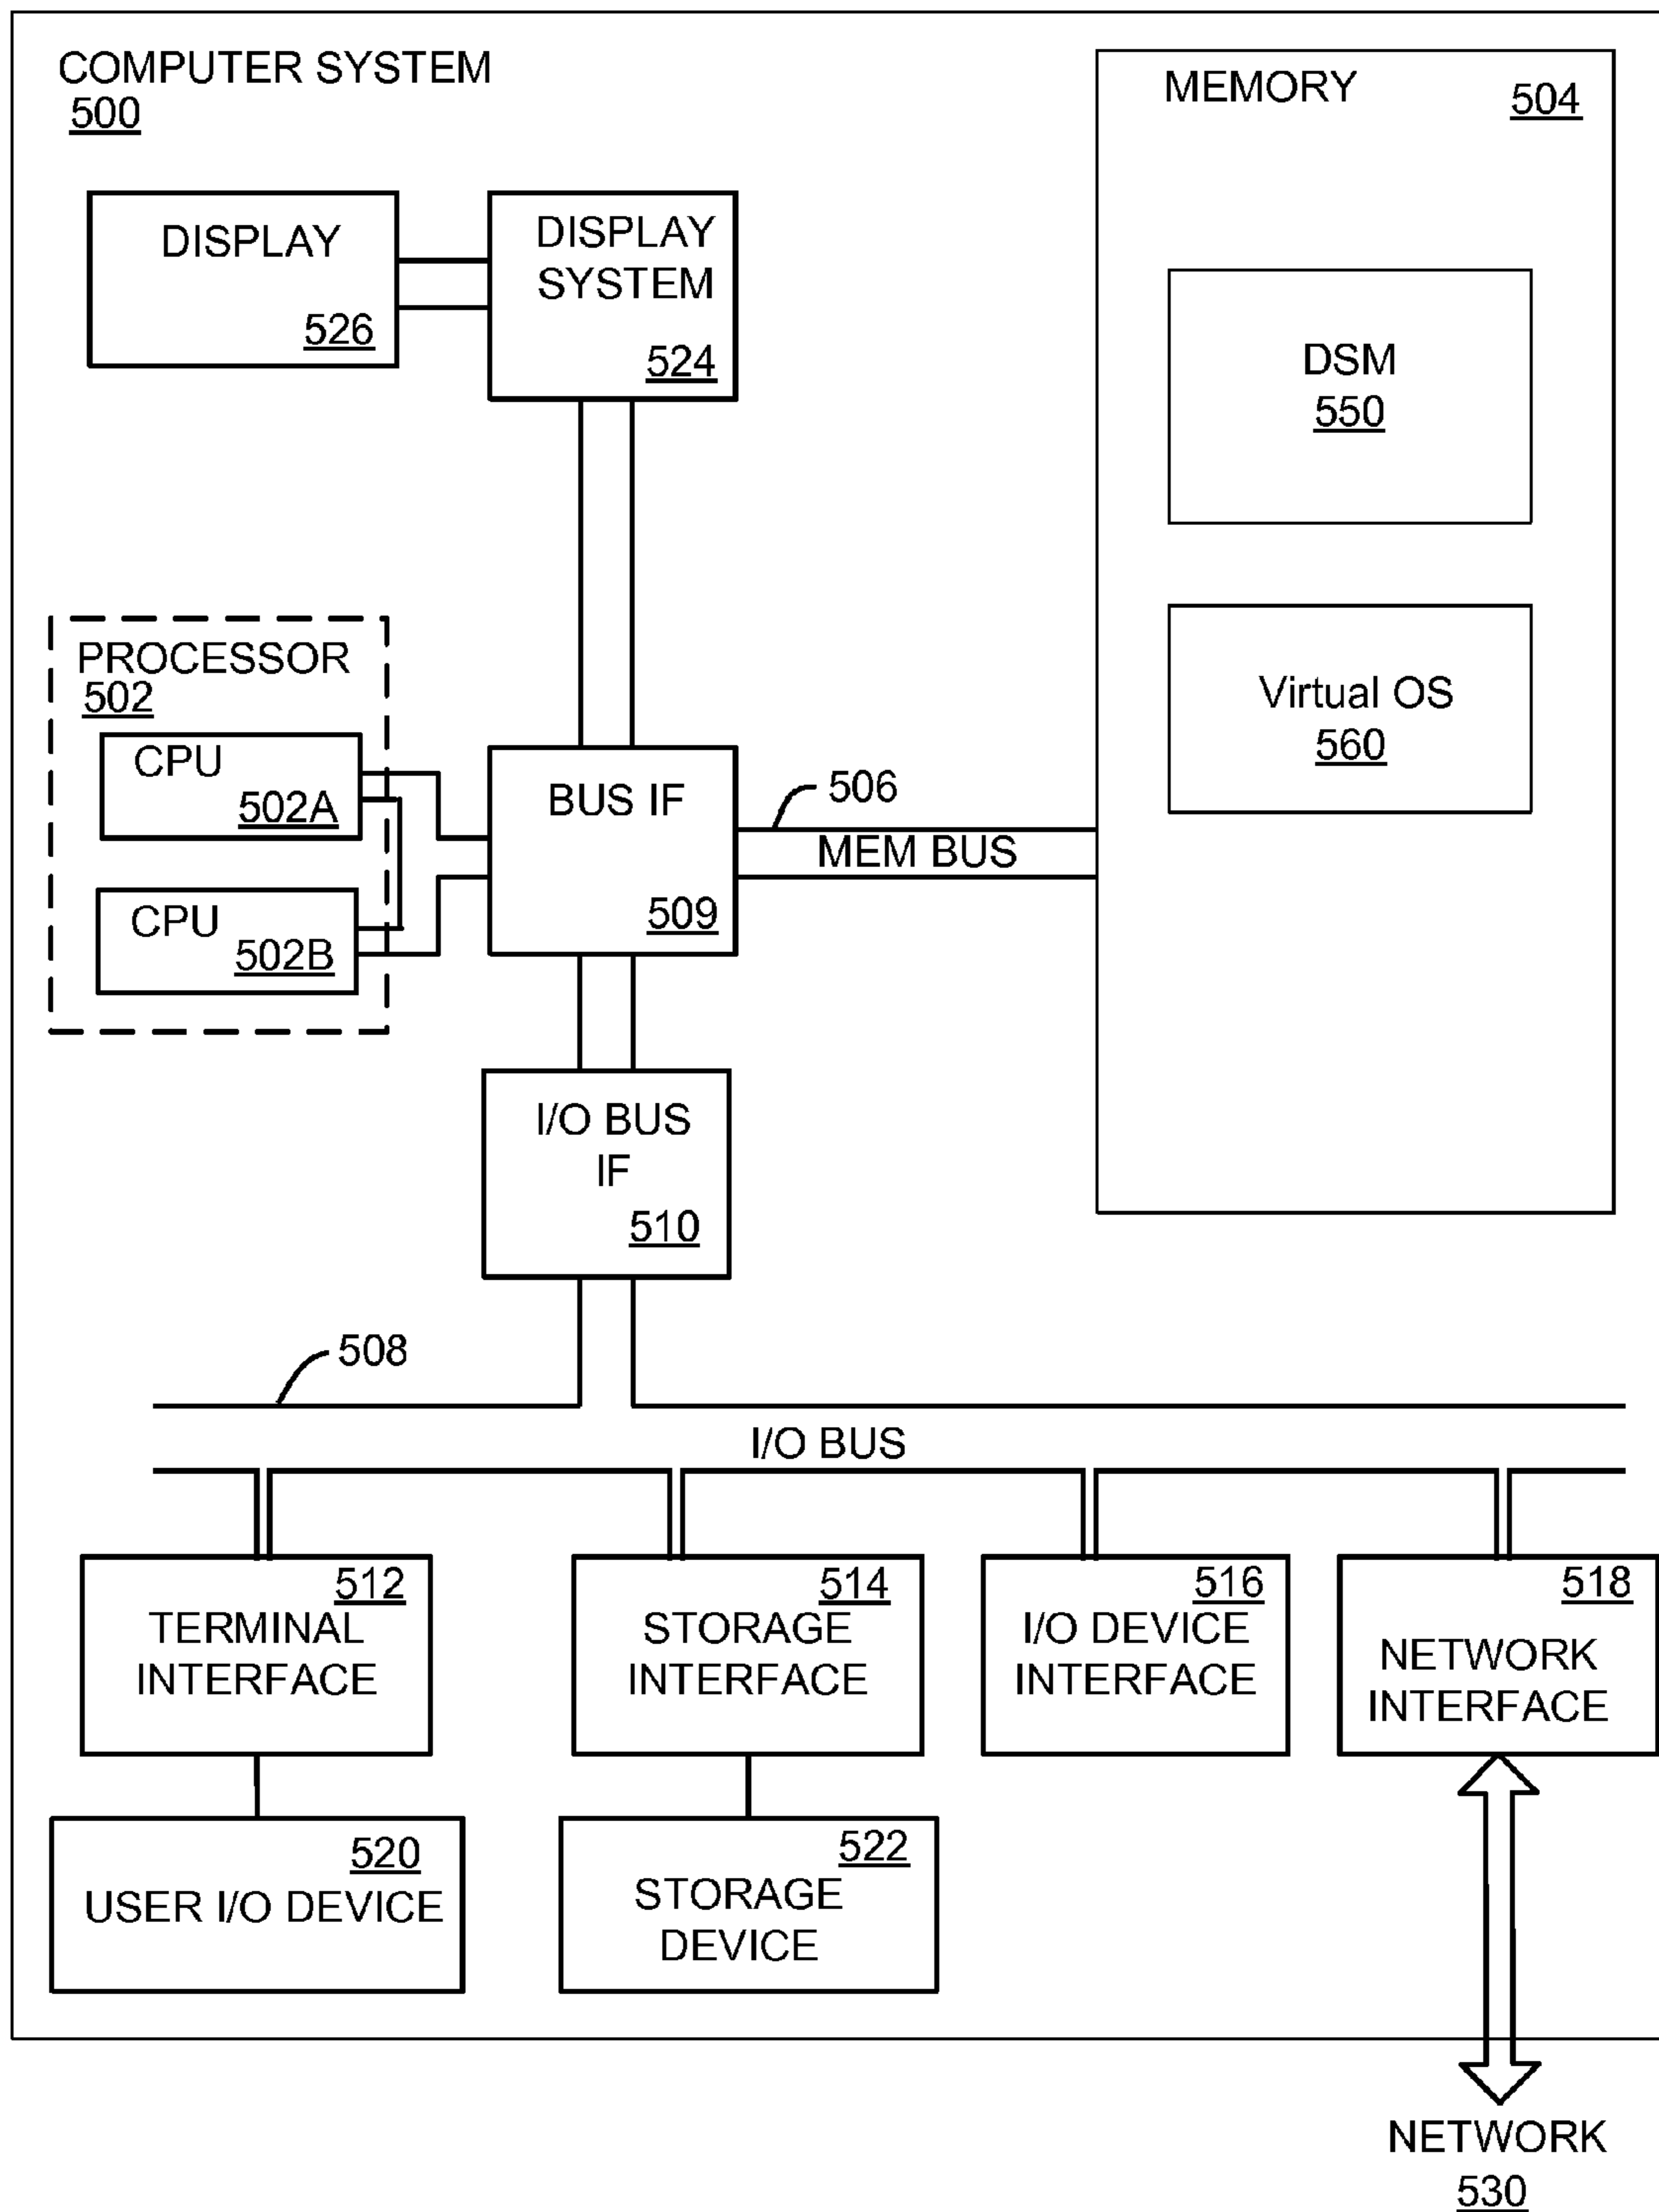 COMPUTER SYSTEM
500
MEMORY
504
DISPLAY
526
DISPLAY
SYSTEM
524
DSM
550
Virtual OS
560
PROCESSOR
502
CPU
502A
CPU
502B
BUS IF
509
506
MEM BUS
I/O BUS
IF
510
508
I/O BUS
512
TERMINAL
INTERFACE
514
STORAGE
INTERFACE
516
I/O DEVICE
INTERFACE
518
NETWORK
INTERFACE
520
USER I/O DEVICE
522
STORAGE
DEVICE
NETWORK
530